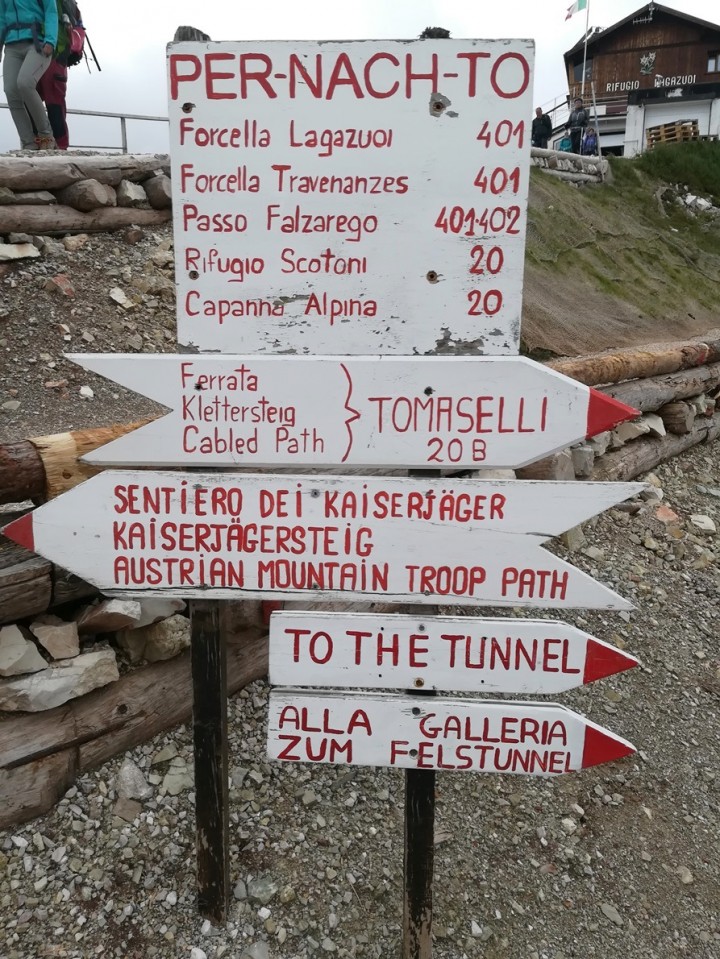 RIFUGIO LAGAZUOI
PER-NACH-TO
Forcella Lagazuoi 401
Forcella Travenanzes 401
Passo Falzarego 401-402
Rifugio Scotoni 20
Capanna Alpina 20
Ferrata
Klettersteig
Cabled Path
TOMASELLI
20 B
SENTIERO DEI KAISERJÄGER
KAISERJÄGERSTEIG
AUSTRIAN MOUNTAIN TROOP PATH
TO THE TUNNEL
ALLA GALLERIA
ZUM FELSTUNNEL